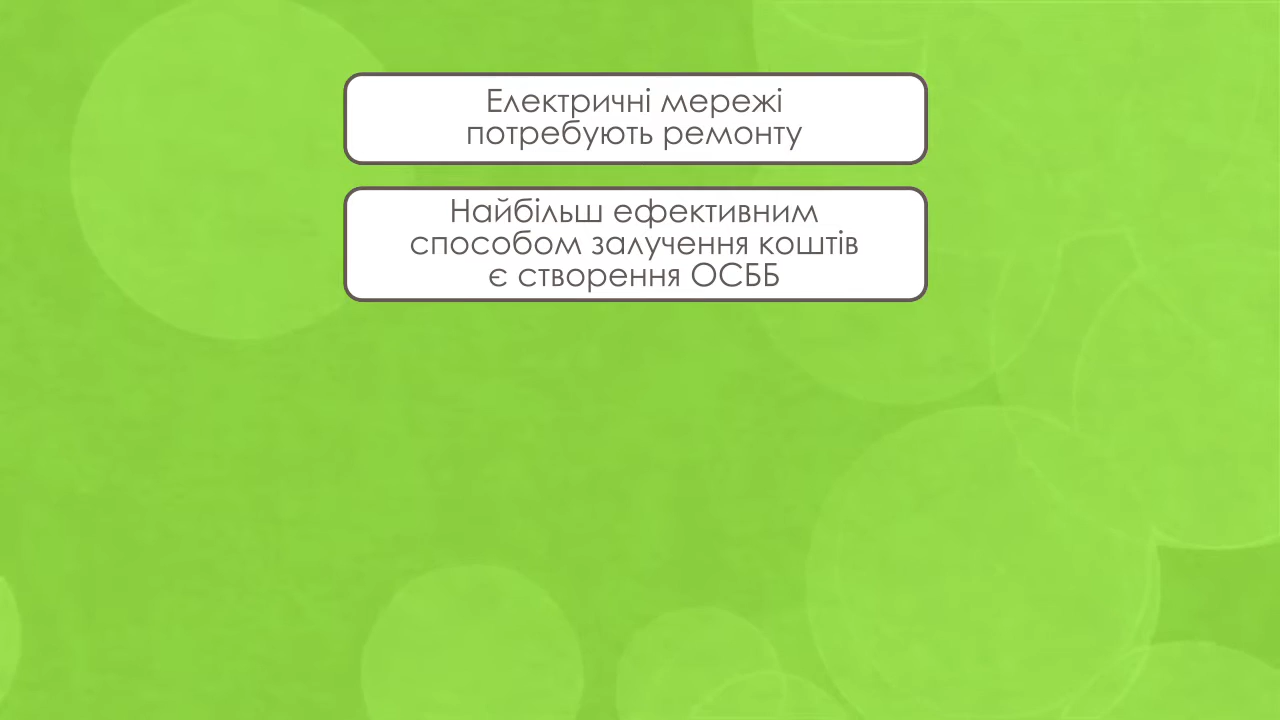 Електричні мережі
потребують ремонту
Найбільш ефективним
способом залучення коштів
є створення ОСББ